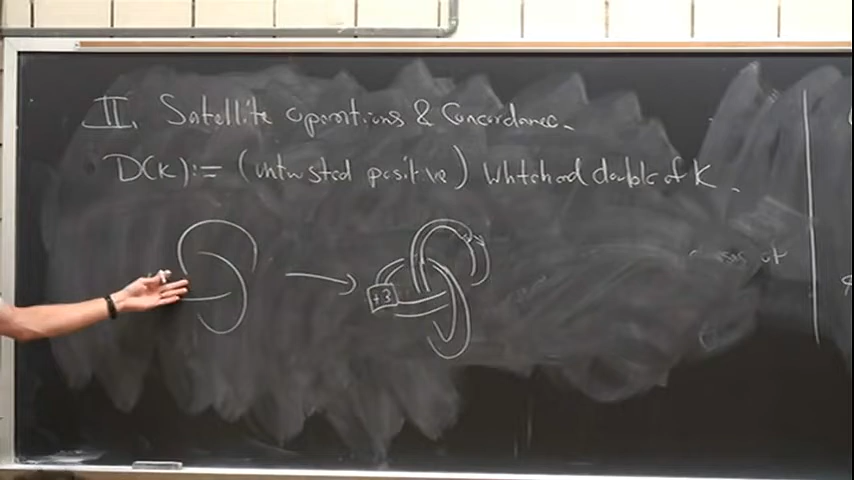 II. Satellite operations & Concordance.
D(K) := (untwisted positive) Whitehead double of K.
+3